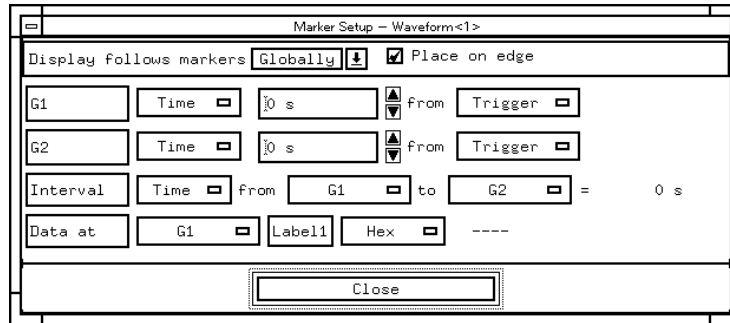 Marker Setup — Waveform<1>
Display follows markers Globally Place on edge
G1 Time 0 s from Trigger
G2 Time 0 s from Trigger
Interval Time from G1 to G2 = 0 s
Data at G1 Label1 Hex ----
Close